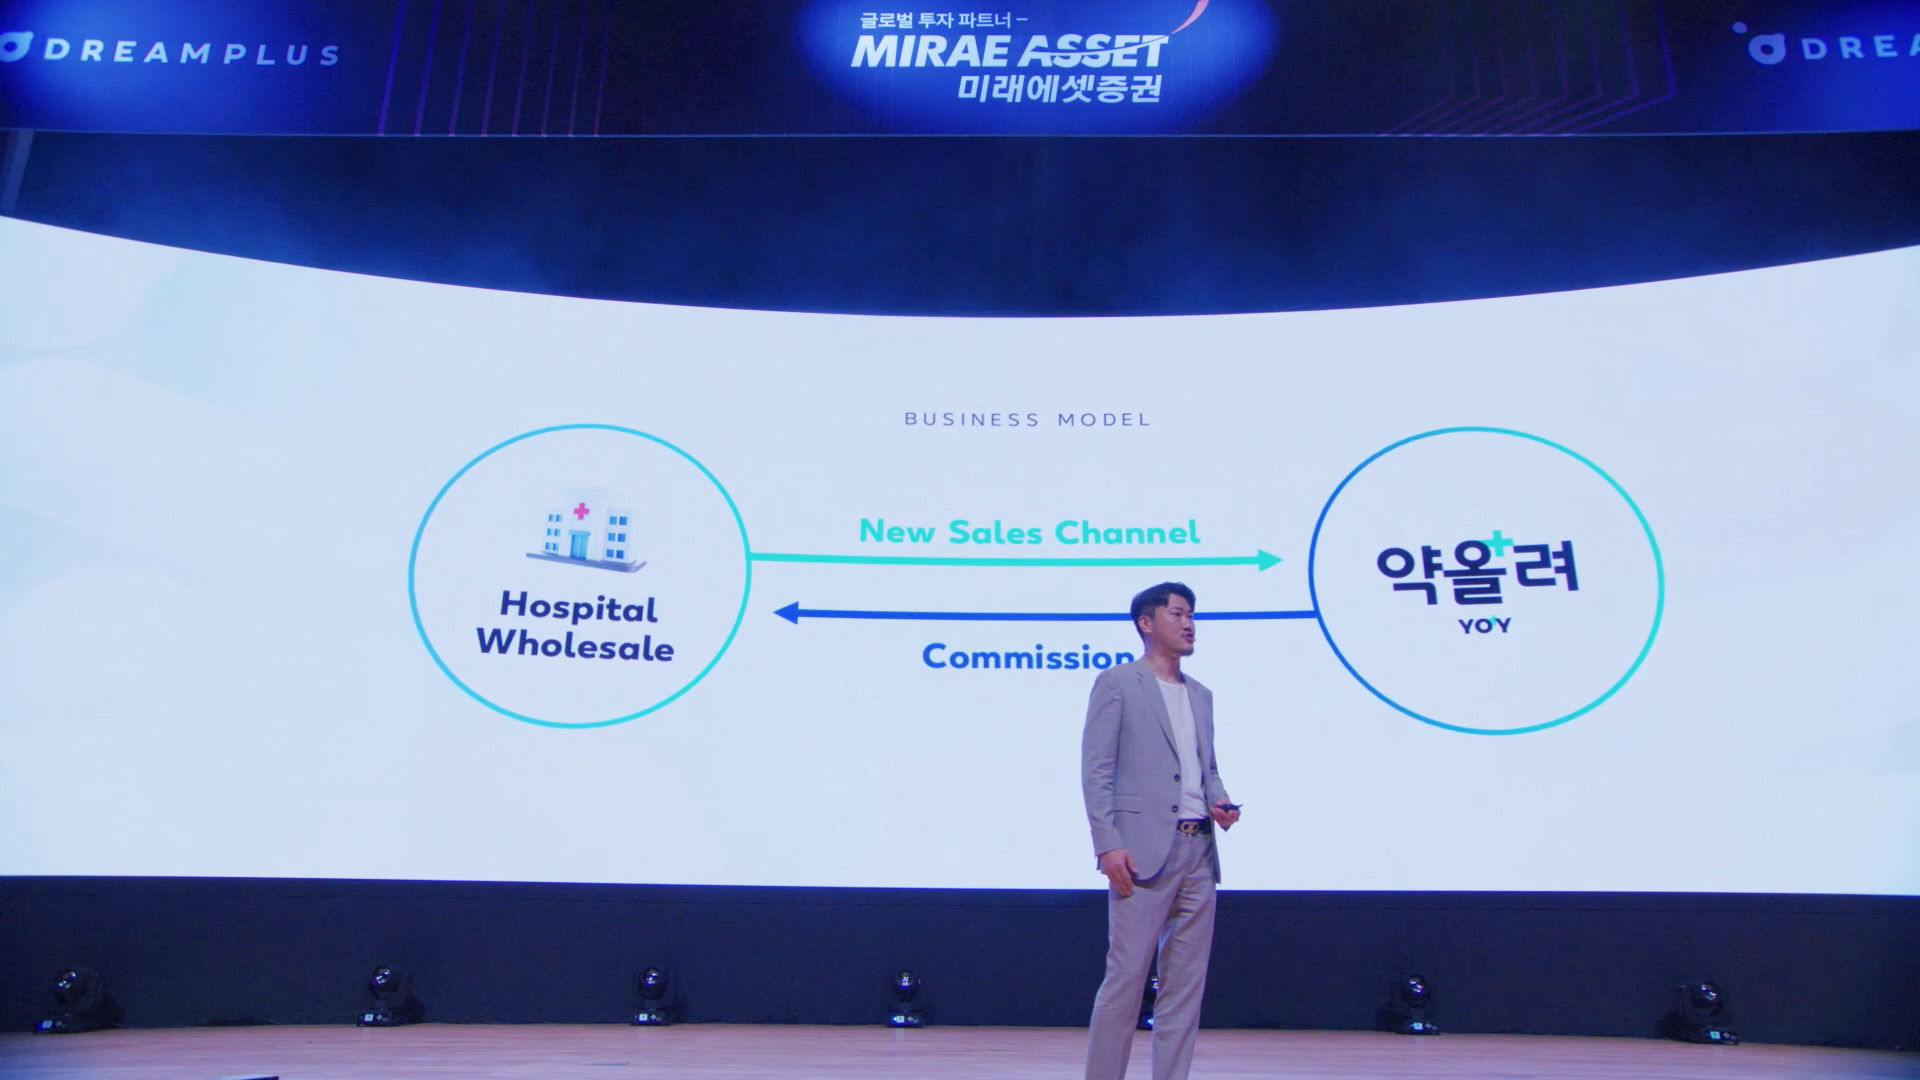 DREAMPLUS
글로벌 투자 파트너 –
MIRAE ASSET
미래에셋증권
DREA
BUSINESS MODEL
New Sales Channel
Hospital
Wholesale
약올려
YOY
Commission